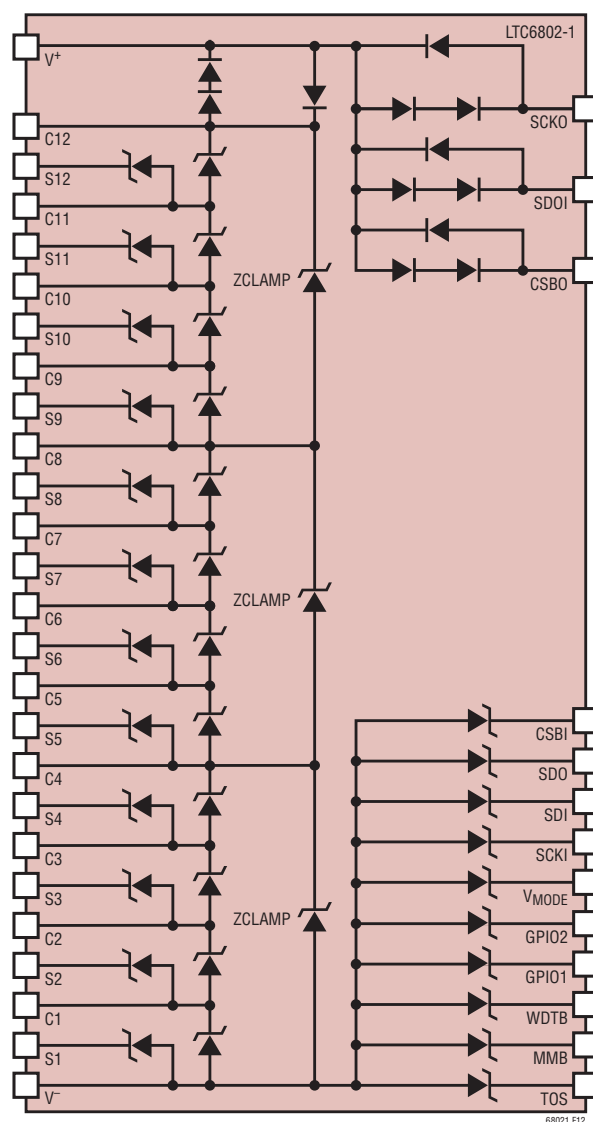 LTC6802-1
V+
C12
S12
C11
S11
C10
S10
C9
S9
C8
S8
C7
S7
C6
S6
C5
S5
C4
S4
C3
S3
C2
S2
C1
S1
V–
ZCLAMP
ZCLAMP
ZCLAMP
SCKO
SDOI
CSBO
CSBI
SDO
SDI
SCKI
VMODE
GPIO2
GPIO1
WDTB
MMB
TOS
68021 F12